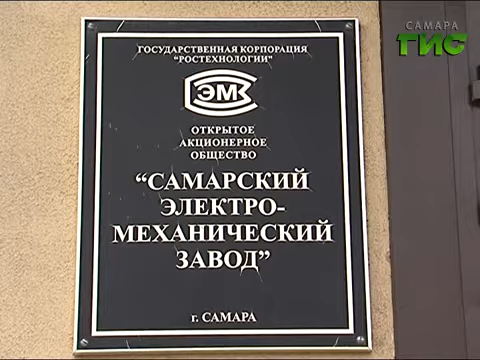 САМАРА
ГИС
ГОСУДАРСТВЕННАЯ КОРПОРАЦИЯ
"РОСТЕХНОЛОГИИ"
ЭМ
ОТКРЫТОЕ
АКЦИОНЕРНОЕ
ОБЩЕСТВО
“САМАРСКИЙ
ЭЛЕКТРО-
МЕХАНИЧЕСКИЙ
ЗАВОД”
г. САМАРА